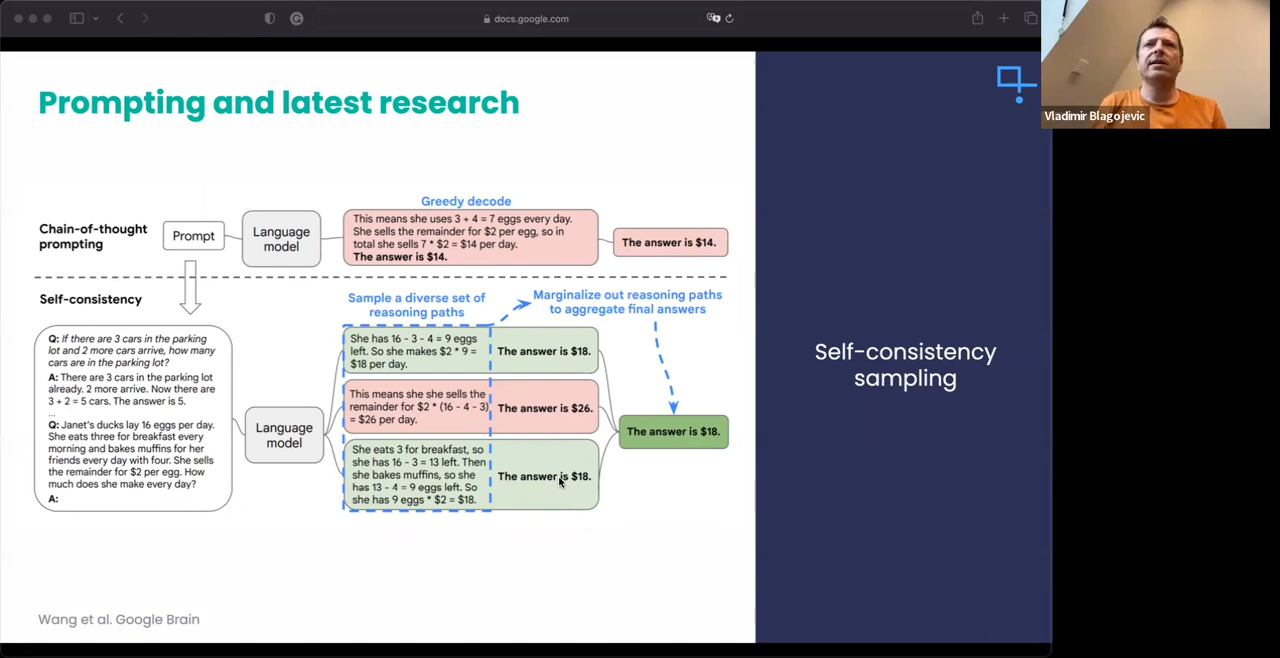 docs.google.com
Vladimir Blagojevic
Prompting and latest research
Greedy decode
Chain-of-thought
prompting
Prompt
Language
model
This means she uses 3 + 4 = 7 eggs every day.
She sells the remainder for $2 per egg, so in
total she sells 7 * $2 = $14 per day.
The answer is $14.
The answer is $14.
Self-consistency
Sample a diverse set of
reasoning paths
Marginalize out reasoning paths
to aggregate final answers
Q: If there are 3 cars in the parking
lot and 2 more cars arrive, how many
cars are in the parking lot?
A: There are 3 cars in the parking lot
already. 2 more arrive. Now there are
3 + 2 = 5 cars. The answer is 5.
...
Q: Janet's ducks lay 16 eggs per day.
She eats three for breakfast every
morning and bakes muffins for her
friends every day with four. She sells
the remainder for $2 per egg. How
much does she make every day?
A:
Language
model
She has 16 - 3 - 4 = 9 eggs
left. So she makes $2 * 9 =
$18 per day.
The answer is $18.
This means she she sells the
remainder for $2 * (16 - 4 - 3)
= $26 per day.
The answer is $26.
She eats 3 for breakfast, so
she has 16 - 3 = 13 left. Then
she bakes muffins, so she
has 13 - 4 = 9 eggs left. So
she has 9 eggs * $2 = $18.
The answer is $18.
The answer is $18.
Self-consistency
sampling
Wang et al. Google Brain